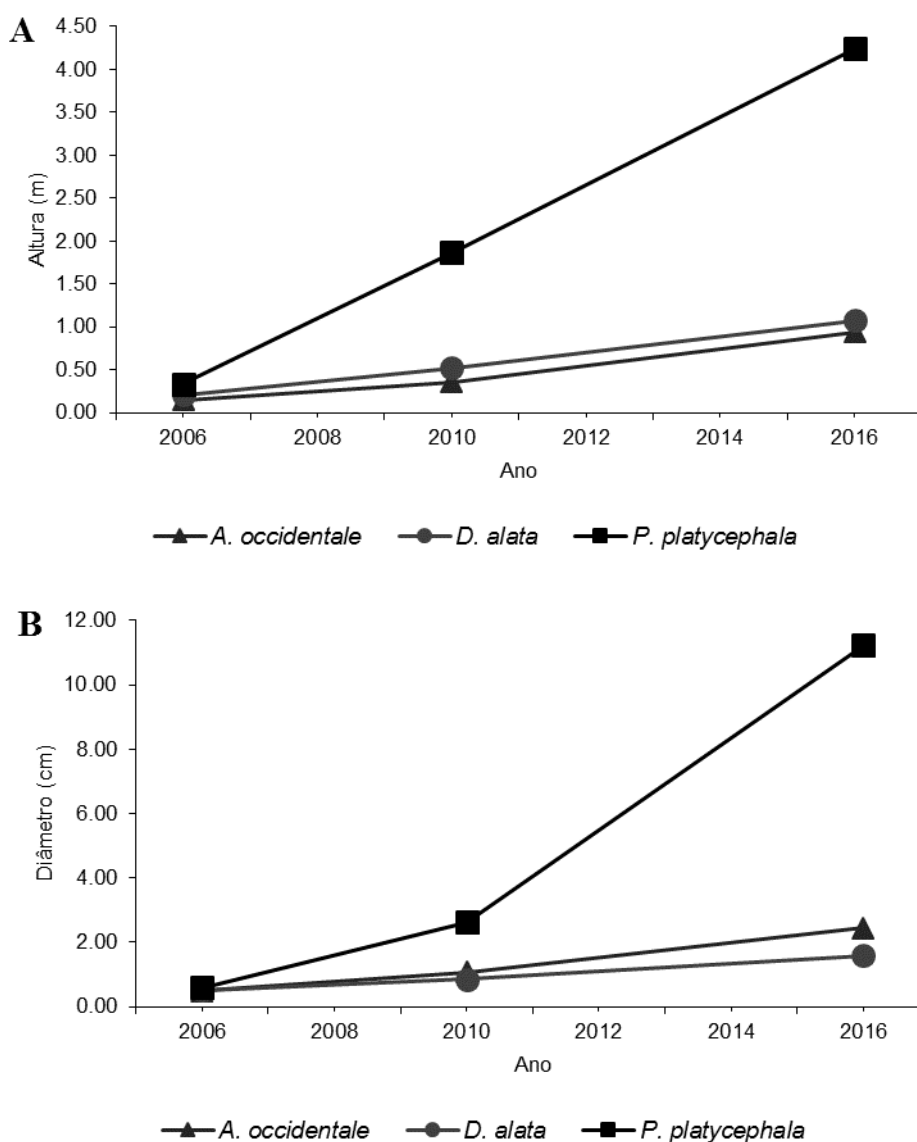 A
4.50
4.00
3.50
3.00
2.50
2.00
1.50
1.00
0.50
0.00
Altura (m)
2006 2008 2010 2012 2014 2016
Ano
A. occidentale D. alata P. platycephala
B
12.00
10.00
8.00
6.00
4.00
2.00
0.00
Diâmetro (cm)
2006 2008 2010 2012 2014 2016
Ano
A. occidentale D. alata P. platycephala